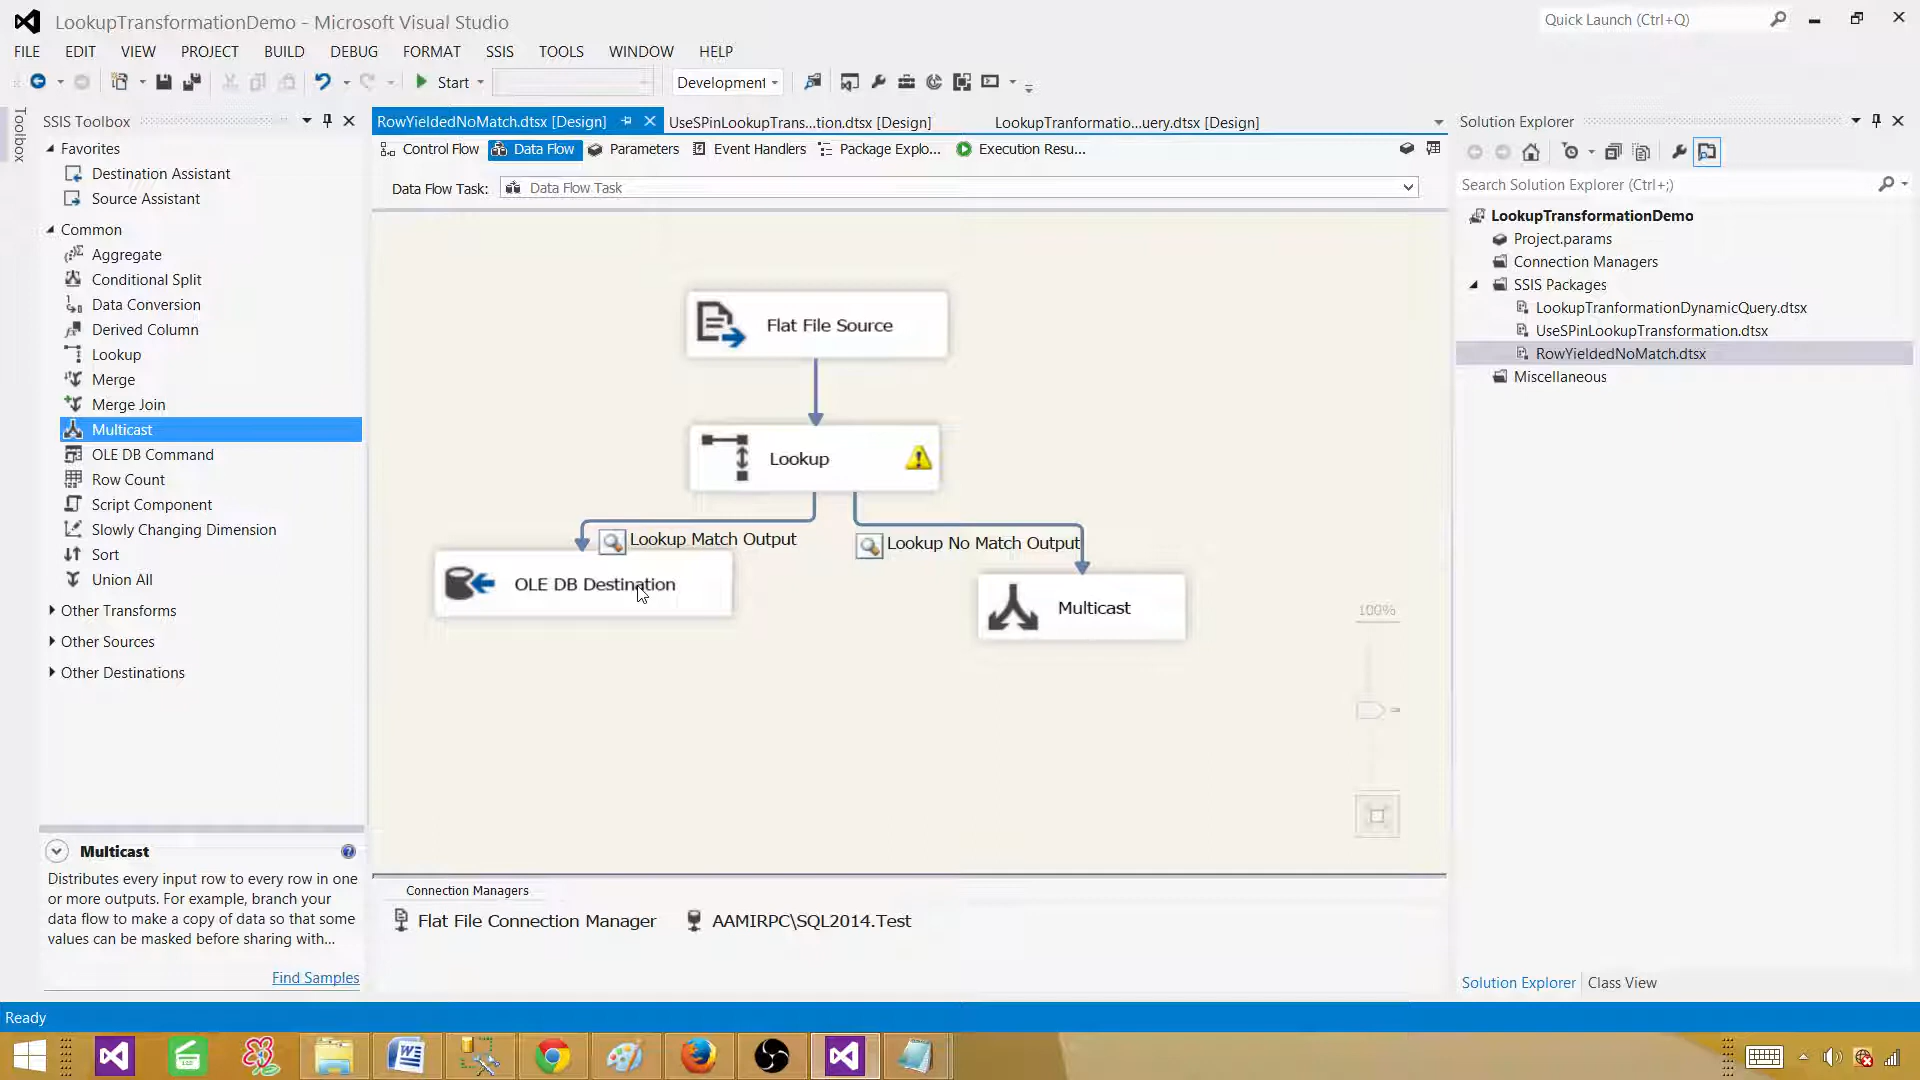 LookupTransformationDemo - Microsoft Visual Studio
Quick Launch (Ctrl+Q)
FILE EDIT VIEW PROJECT BUILD DEBUG FORMAT SSIS TOOLS WINDOW HELP
Start
Development
Toolbox
SSIS Toolbox
Favorites
Destination Assistant
Source Assistant
Common
Aggregate
Conditional Split
Data Conversion
Derived Column
Lookup
Merge
Merge Join
Multicast
OLE DB Command
Row Count
Script Component
Slowly Changing Dimension
Sort
Union All
Other Transforms
Other Sources
Other Destinations
Multicast
Distributes every input row to every row in one
or more outputs. For example, branch your
data flow to make a copy of data so that some
values can be masked before sharing with...
Find Samples
RowYieldedNoMatch.dtsx [Design]
UseSPinLookupTrans...tion.dtsx [Design]
LookupTranformatio...uery.dtsx [Design]
Control Flow
Data Flow
Parameters
Event Handlers
Package Explo...
Execution Resu...
Data Flow Task:
Data Flow Task
Flat File Source
Lookup
Lookup Match Output
Lookup No Match Output
OLE DB Destination
Multicast
100%
Connection Managers
Flat File Connection Manager
AAMIRPC\SQL2014.Test
Solution Explorer
Search Solution Explorer (Ctrl+;)
LookupTransformationDemo
Project.params
Connection Managers
SSIS Packages
LookupTranformationDynamicQuery.dtsx
UseSPinLookupTransformation.dtsx
RowYieldedNoMatch.dtsx
Miscellaneous
Solution Explorer
Class View
Ready